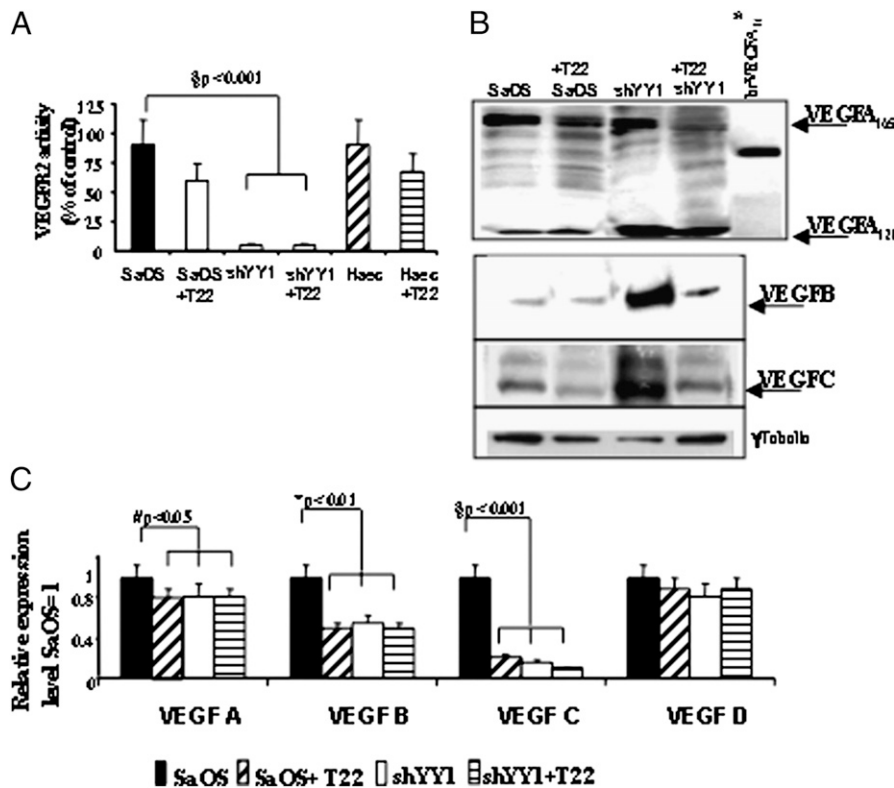 A
§p<0.001
VEGFR2 activity
(% of control)
125
100
75
50
25
0
SaOS
SaOS +T22
shYY1
shYY1 +T22
Haec
Haec +T22
B
SaOS
+T22 SaOS
shYY1
+T22 shYY1
*
VEGFA165
VEGFA121
VEGFB
VEGFC
γTubulin
C
Relative expression
level SaOS=1
1
0.8
0.4
0
#p<0.05
*p<0.01
§p<0.001
VEGF A
VEGF B
VEGF C
VEGF D
SaOS
SaOS+ T22
shYY1
shYY1+T22